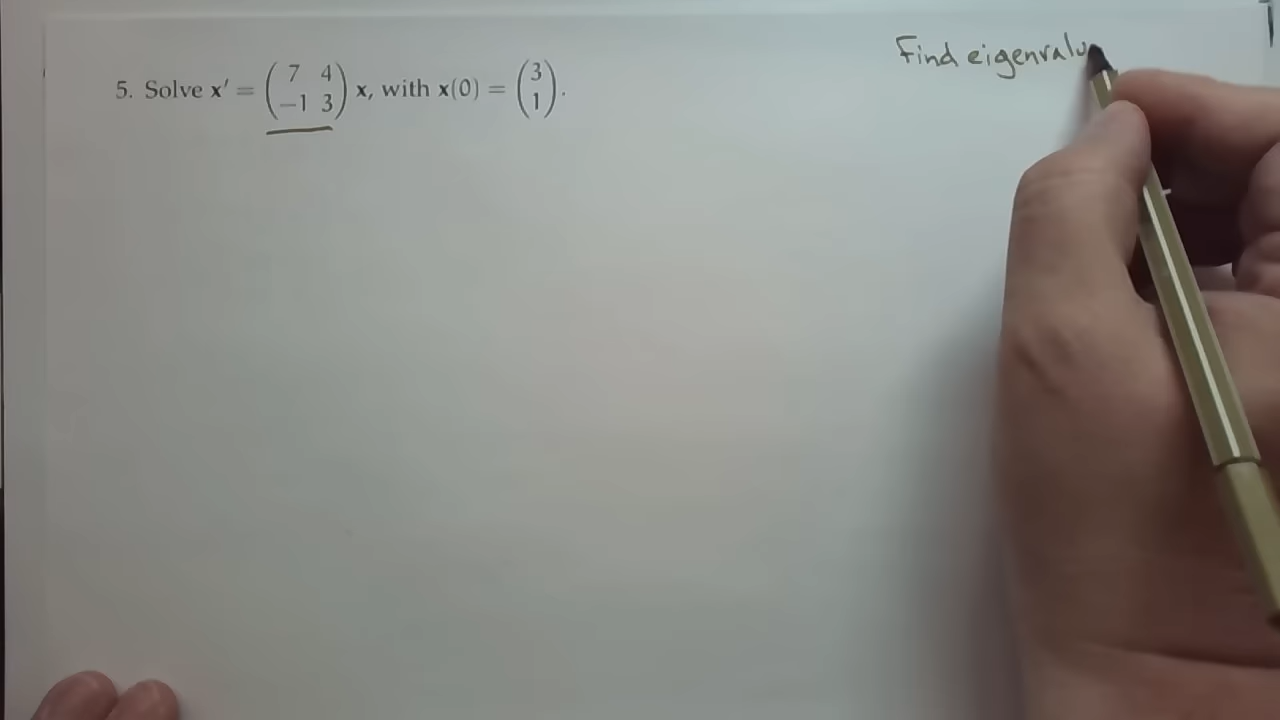 5. Solve x′ = (7 4 −1 3) x, with x(0) = (3 1).
Find eigenvalu